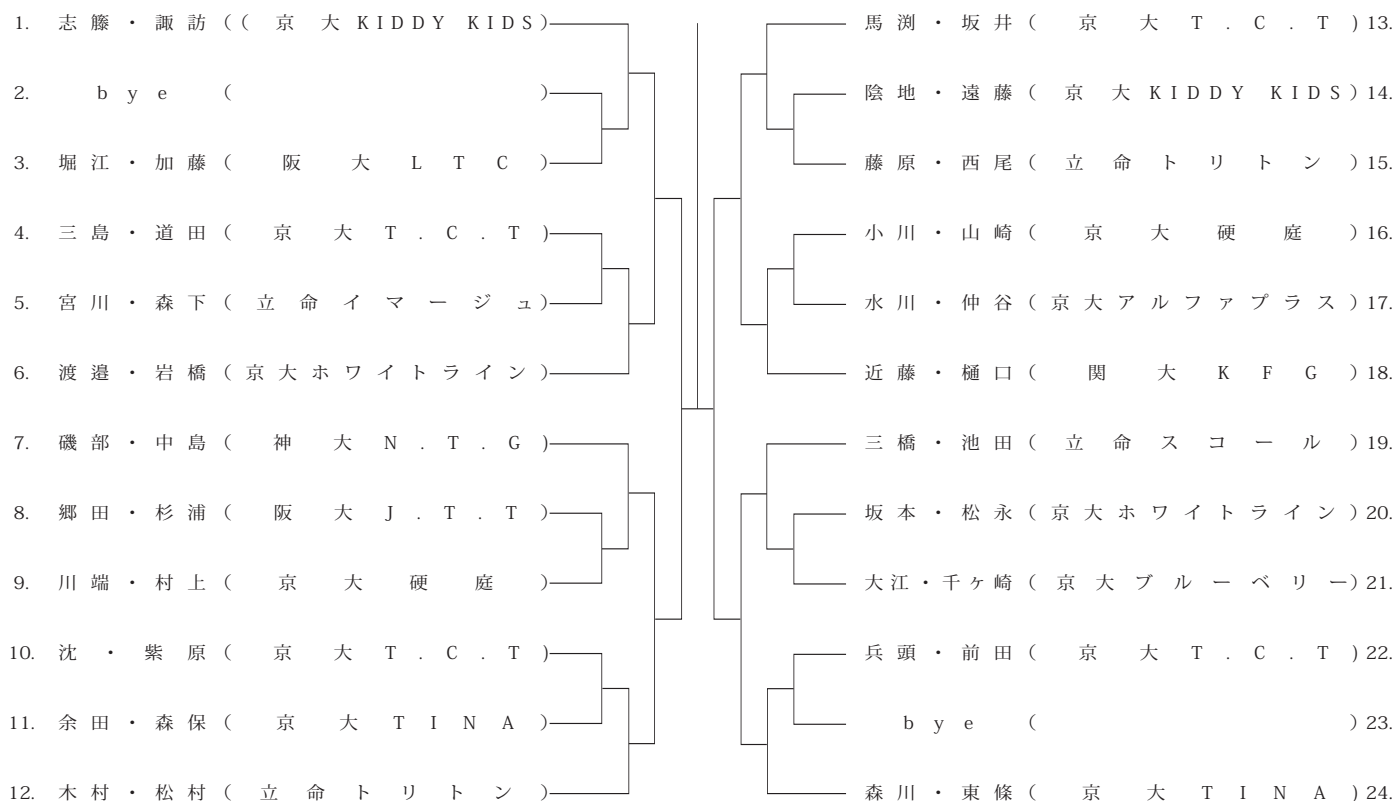 1. 志籐・諏訪((京大KIDDY KIDS)
2. bye ( )
3. 堀江・加藤(阪大LTC)
4. 三島・道田(京大T.C.T)
5. 宮川・森下(立命イマージュ)
6. 渡邉・岩橋(京大ホワイトライン)
7. 磯部・中島(神大N.T.G)
8. 郷田・杉浦(阪大J.T.T)
9. 川端・村上(京大硬庭)
10. 沈・紫原(京大T.C.T)
11. 余田・森保(京大TINA)
12. 木村・松村(立命トリトン)
馬渕・坂井(京大T.C.T)13.
陰地・遠藤(京大KIDDY KIDS)14.
藤原・西尾(立命トリトン)15.
小川・山崎(京大硬庭)16.
水川・仲谷(京大アルファプラス)17.
近藤・樋口(関大KFG)18.
三橋・池田(立命スコール)19.
坂本・松永(京大ホワイトライン)20.
大江・千ヶ崎(京大ブルーベリー)21.
兵頭・前田(京大T.C.T)22.
bye ( )23.
森川・東條(京大TINA)24.